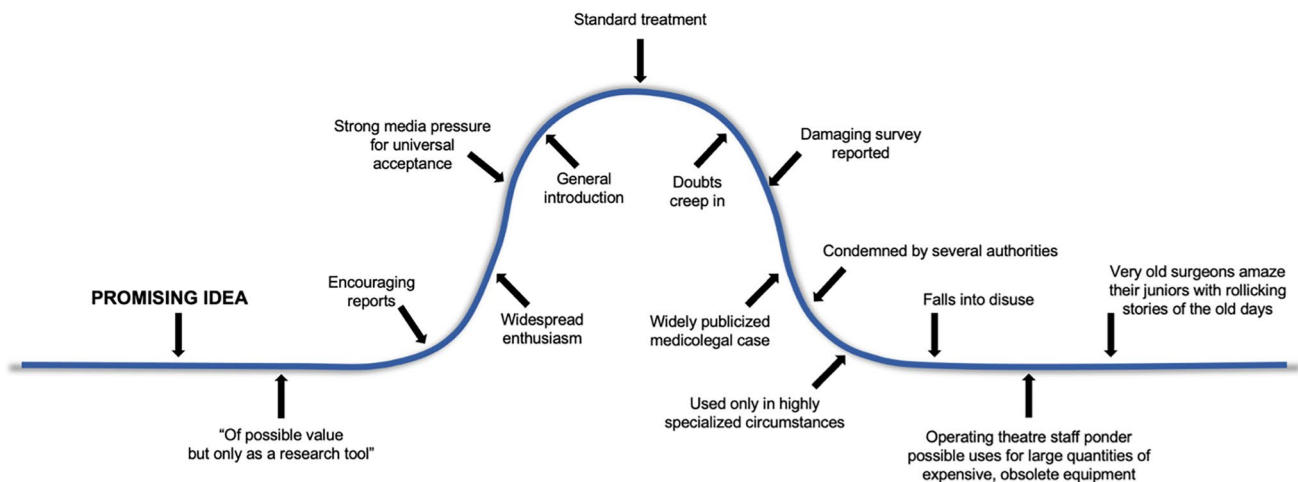 Standard treatment
Strong media pressure
for universal
acceptance
Damaging survey
reported
General
introduction
Doubts
creep in
Condemned by several authorities
Encouraging
reports
Very old surgeons amaze
their juniors with rollicking
stories of the old days
PROMISING IDEA
Falls into disuse
Widespread
enthusiasm
Widely publicized
medicolegal case
Used only in highly
specialized circumstances
“Of possible value
but only as a research tool”
Operating theatre staff ponder
possible uses for large quantities of
expensive, obsolete equipment